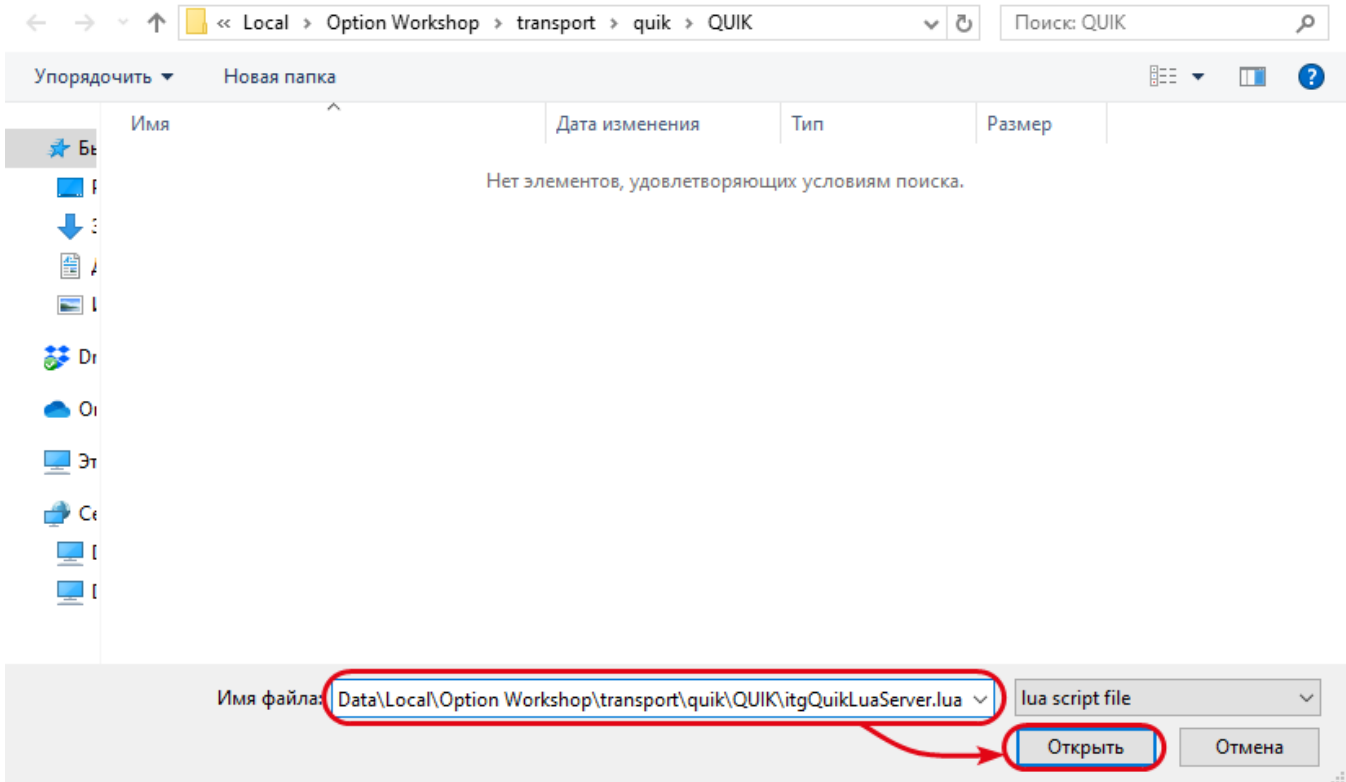 « Local › Option Workshop › transport › quik › QUIK
Поиск: QUIK
Упорядочить
Новая папка
?
Имя
Дата изменения
Тип
Размер
Нет элементов, удовлетворяющих условиям поиска.
Имя файла:
Data\Local\Option Workshop\transport\quik\QUIK\itgQuikLuaServer.lua
lua script file
Открыть
Отмена